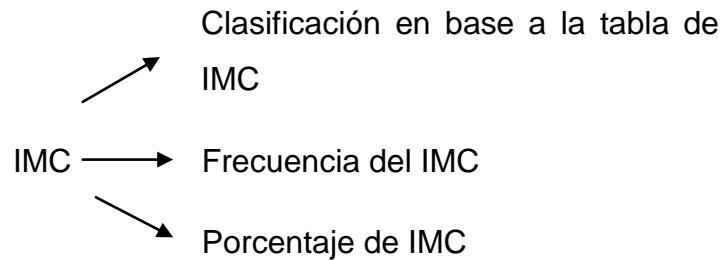 Clasificación en base a la tabla de
IMC
IMC
Frecuencia del IMC
Porcentaje de IMC